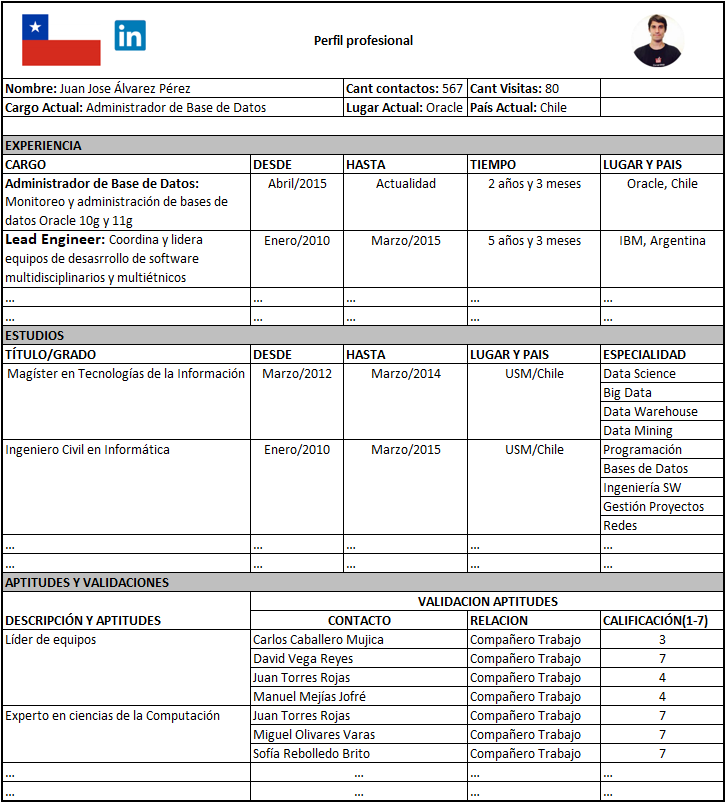 in
Perfil profesional
Nombre: Juan Jose Álvarez Pérez Cant contactos: 567 Cant Visitas: 80
Cargo Actual: Administrador de Base de Datos Lugar Actual: Oracle País Actual: Chile
EXPERIENCIA
CARGO DESDE HASTA TIEMPO LUGAR Y PAIS
Administrador de Base de Datos: Abril/2015 Actualidad 2 años y 3 meses Oracle, Chile
Monitoreo y administración de bases de
datos Oracle 10g y 11g
Lead Engineer: Coordina y lidera Enero/2010 Marzo/2015 5 años y 3 meses IBM, Argentina
equipos de desasrrollo de software
multidisciplinarios y multiétnicos
... ... ... ... ...
... ... ... ... ...
ESTUDIOS
TÍTULO/GRADO DESDE HASTA LUGAR Y PAIS ESPECIALIDAD
Magíster en Tecnologías de la Información Marzo/2012 Marzo/2014 USM/Chile Data Science
Big Data
Data Warehouse
Data Mining
Ingeniero Civil en Informática Enero/2010 Marzo/2015 USM/Chile Programación
Bases de Datos
Ingeniería SW
Gestión Proyectos
Redes
... ... ... ... ...
... ... ... ... ...
APTITUDES Y VALIDACIONES
VALIDACION APTITUDES
DESCRIPCIÓN Y APTITUDES CONTACTO RELACION CALIFICACIÓN(1-7)
Líder de equipos Carlos Caballero Mujica Compañero Trabajo 3
David Vega Reyes Compañero Trabajo 7
Juan Torres Rojas Compañero Trabajo 4
Manuel Mejías Jofré Compañero Trabajo 4
Experto en ciencias de la Computación Juan Torres Rojas Compañero Trabajo 7
Miguel Olivares Varas Compañero Trabajo 7
Sofía Rebolledo Brito Compañero Trabajo 7
... ... ... ...
... ... ... ...